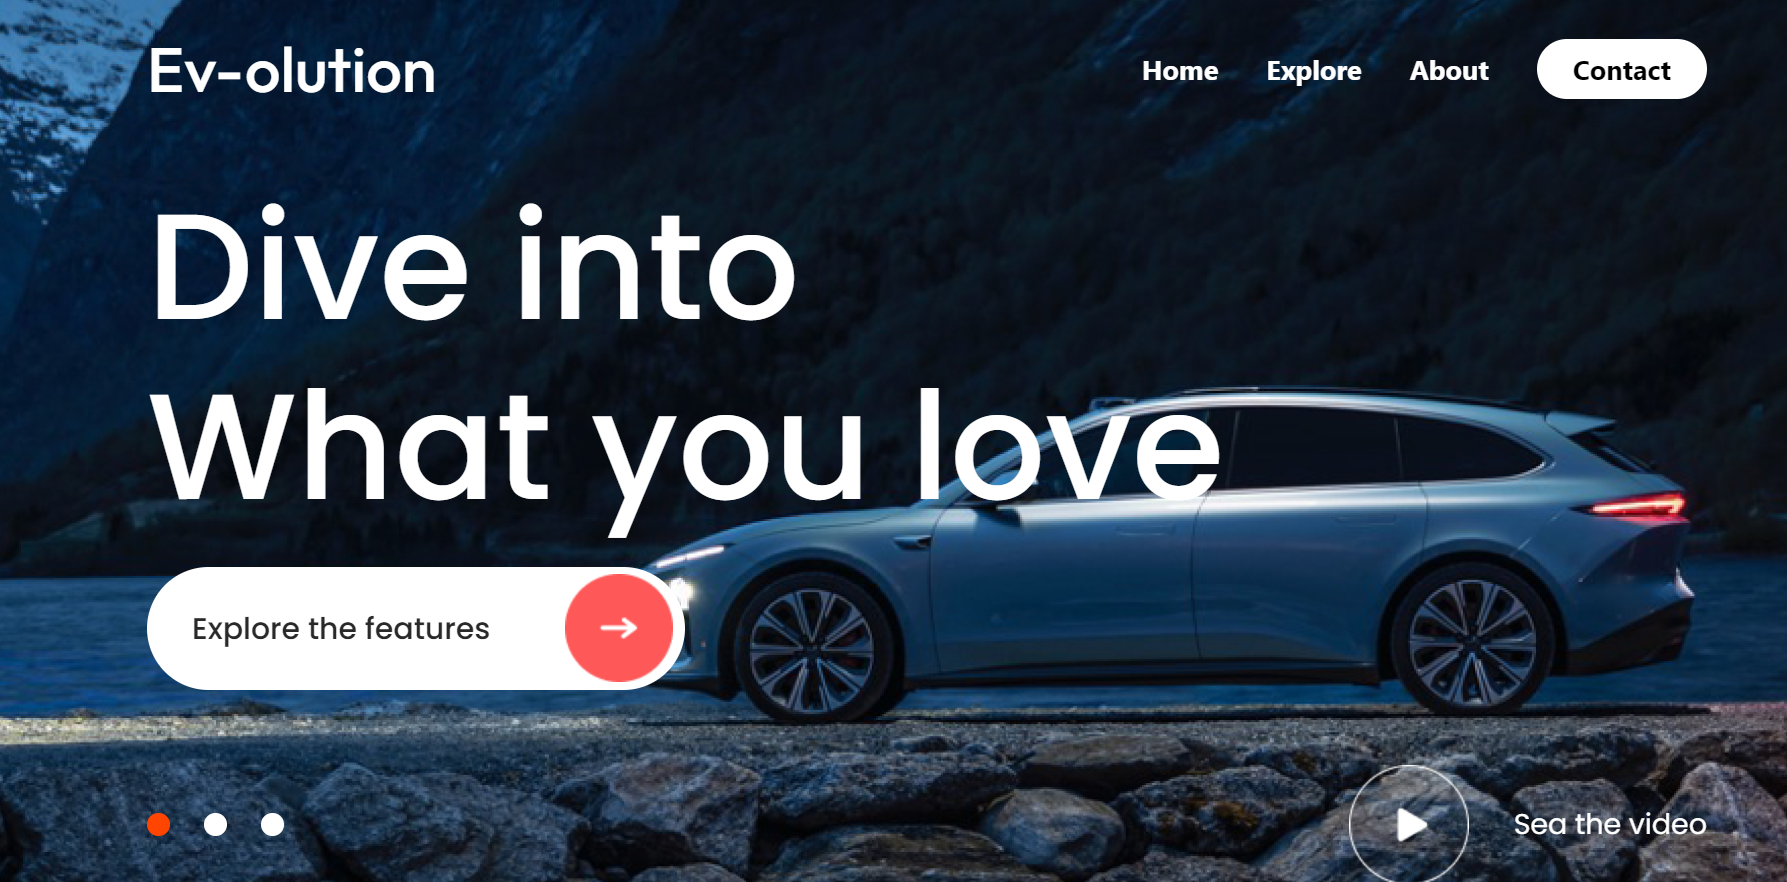 Ev-olution
Home Explore About Contact
Dive into
What you love
Explore the features
Sea the video